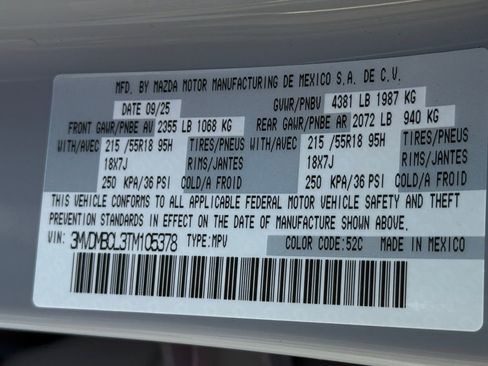 MFD. BY MAZDA MOTOR MANUFACTURING DE MEXICO S.A. DE C.V.
DATE 09/25 GVWR/PNBV 4381 LB 1987 KG
FRONT GAWR/PNBE AV 2355 LB 1068 KG REAR GAWR/PNBE AR 2072 LB 940 KG
WITH/AVEC 215 /55R18 95H TIRES/PNEUS WITH/AVEC 215 /55R18 95H TIRES/PNEUS
18X7J RIMS/JANTES 18X7J RIMS/JANTES
250 KPA/36 PSI COLD/A FROID 250 KPA/36 PSI COLD/A FROID
THIS VEHICLE CONFORMS TO ALL APPLICABLE FEDERAL MOTOR VEHICLE SAFETY AND THEFT
PREVENTION STANDARDS IN EFFECT ON THE DATE OF MANUFACTURE SHOWN ABOVE.
VIN: 3MVDMBCL3TM105378 TYPE:MPV COLOR CODE:52C MADE IN MEXICO